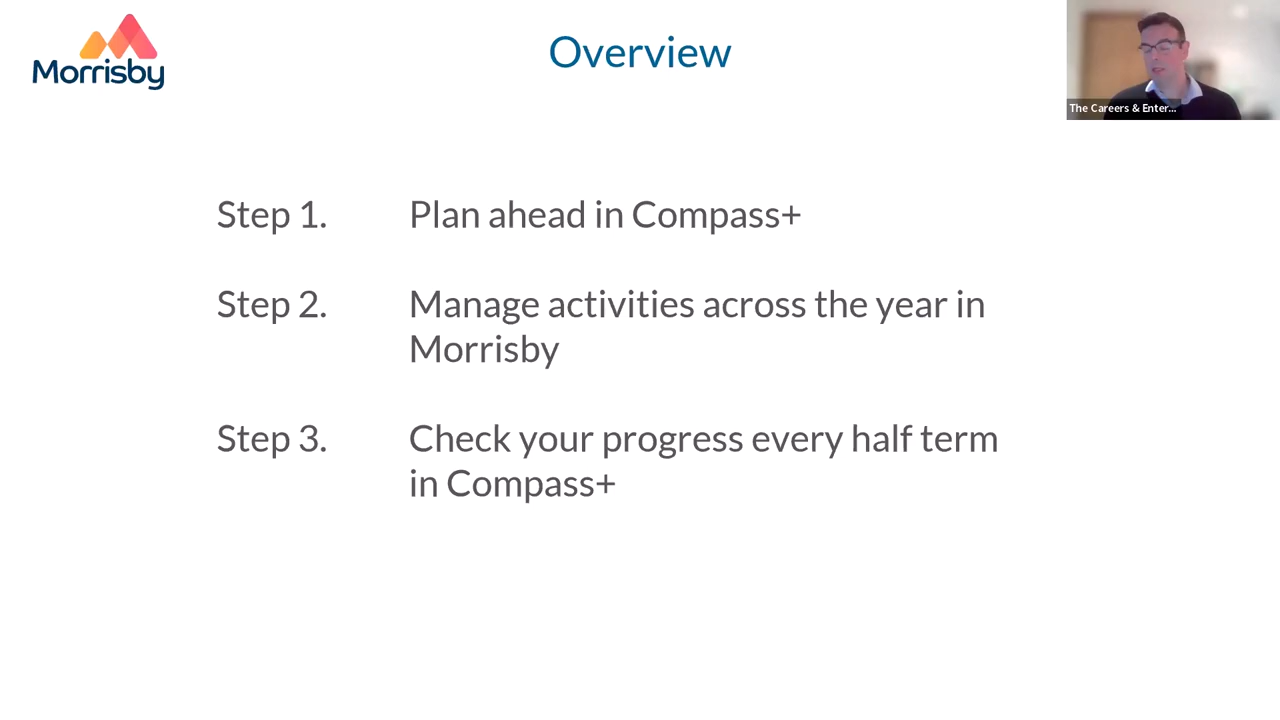 Morrisby
Overview
The Careers & Enter...
Step 1.
Plan ahead in Compass+
Step 2.
Manage activities across the year in
Morrisby
Step 3.
Check your progress every half term
in Compass+